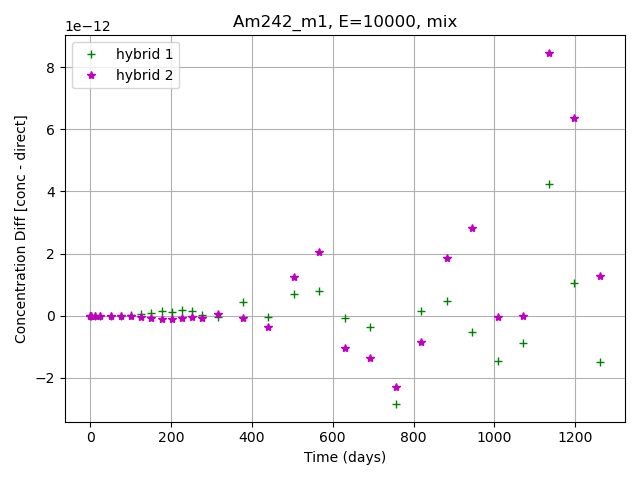 Am242_m1, E=10000, mix
1e−12
hybrid 1
hybrid 2
8
6
4
2
0
−2
Concentration Diff [conc - direct]
0 200 400 600 800 1000 1200
Time (days)